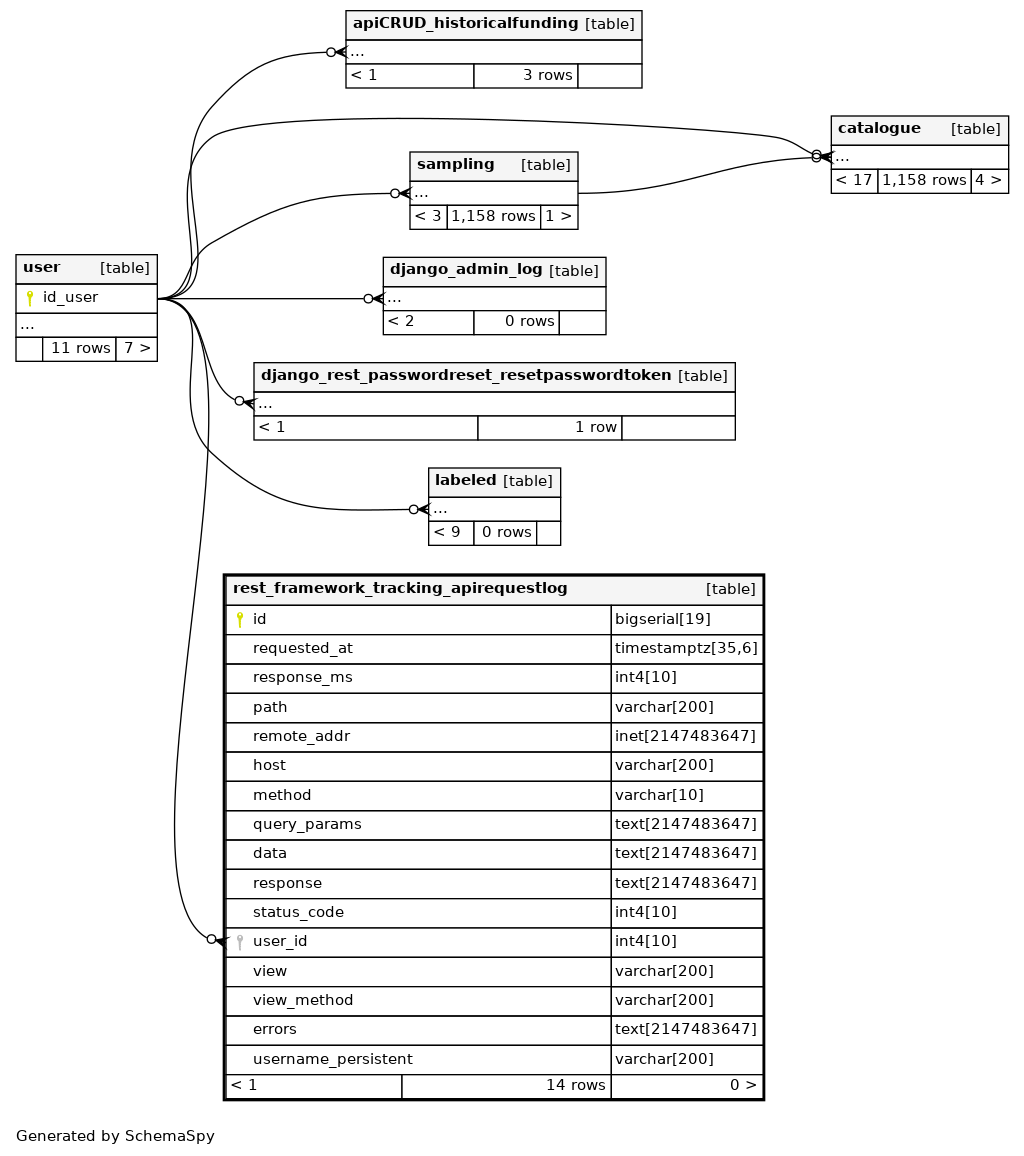 apiCRUD_historicalfunding [table]
...
< 1 3 rows
catalogue [table]
...
< 17 1,158 rows 4 >
sampling [table]
...
< 3 1,158 rows 1 >
user [table]
id_user
...
11 rows 7 >
django_admin_log [table]
...
< 2 0 rows
django_rest_passwordreset_resetpasswordtoken [table]
...
< 1 1 row
labeled [table]
...
< 9 0 rows
rest_framework_tracking_apirequestlog [table]
id bigserial[19]
requested_at timestamptz[35,6]
response_ms int4[10]
path varchar[200]
remote_addr inet[2147483647]
host varchar[200]
method varchar[10]
query_params text[2147483647]
data text[2147483647]
response text[2147483647]
status_code int4[10]
user_id int4[10]
view varchar[200]
view_method varchar[200]
errors text[2147483647]
username_persistent varchar[200]
< 1 14 rows 0 >
Generated by SchemaSpy